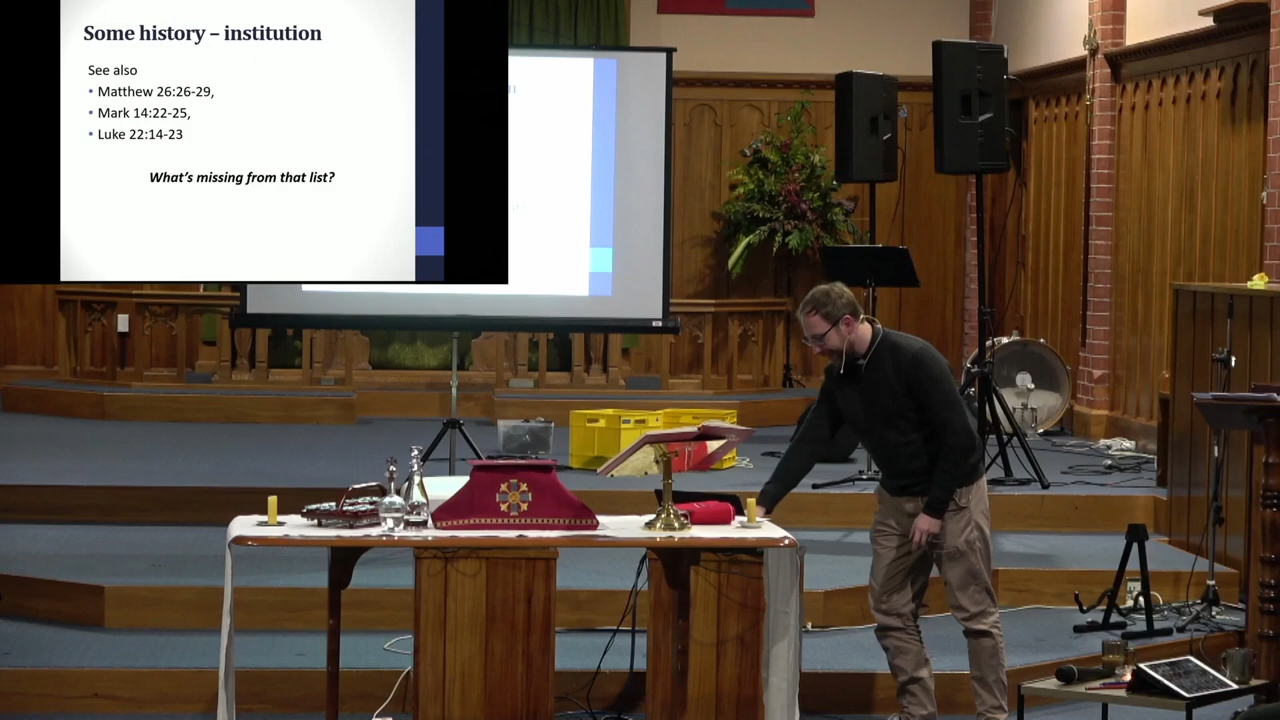 Some history – institution
See also
• Matthew 26:26-29,
• Mark 14:22-25,
• Luke 22:14-23
What's missing from that list?